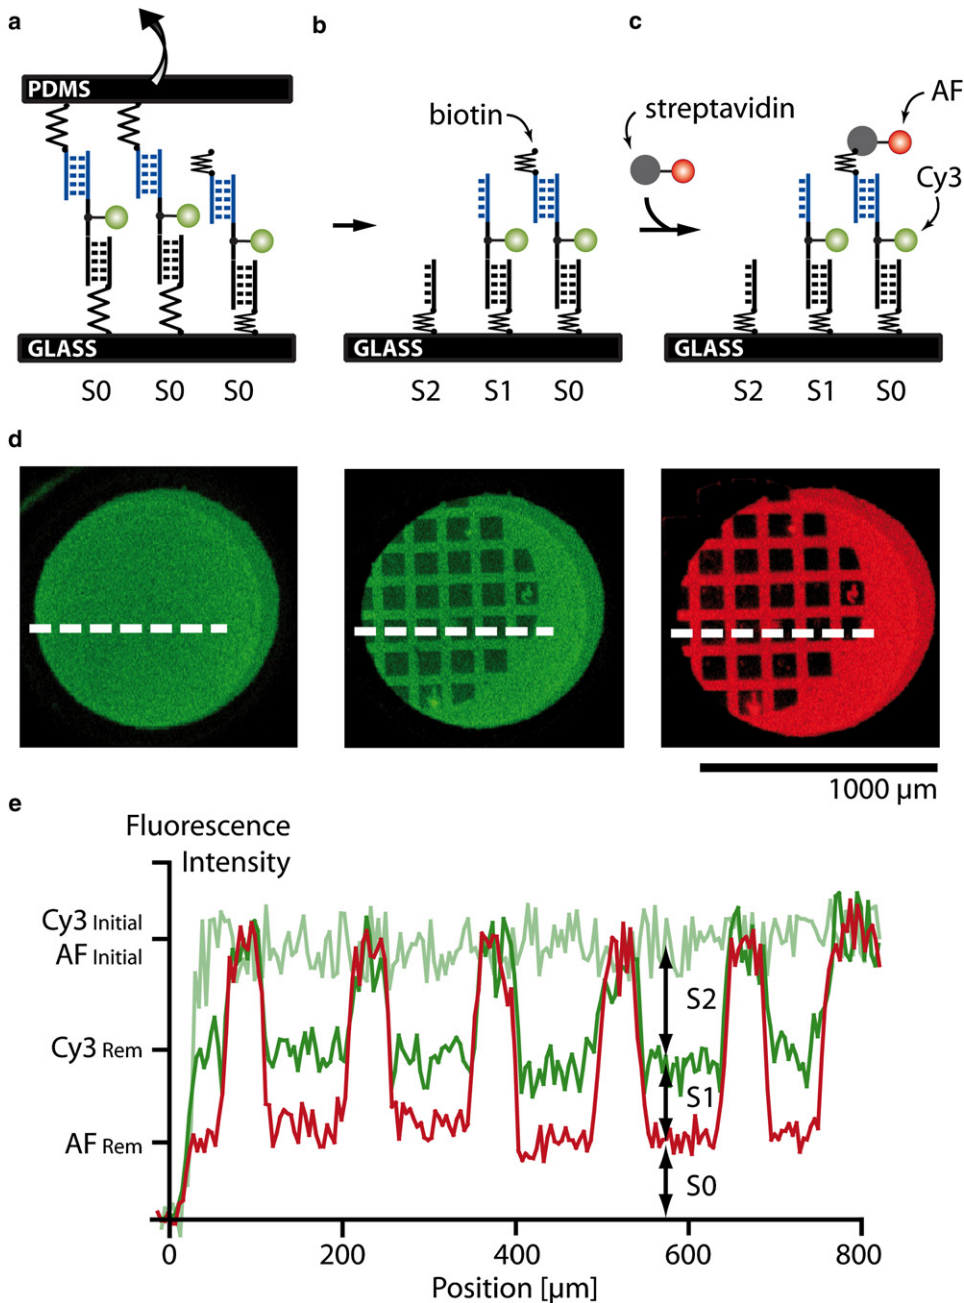 a
b
c
PDMS
biotin
streptavidin
AF
Cy3
GLASS
GLASS
GLASS
S0 S0 S0
S2 S1 S0
S2 S1 S0
d
1000 µm
e
Fluorescence
Intensity
Cy3 Initial
AF Initial
Cy3 Rem
AF Rem
S2
S1
S0
0 200 400 600 800
Position [µm]